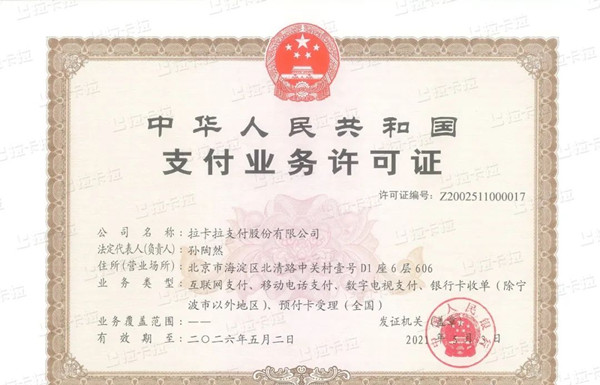 中华人民共和国
支付业务许可证
许可证编号：Z2002511000017
公司名称：拉卡拉支付股份有限公司
法定代表人(负责人)：孙陶然
住所(营业场所)：北京市海淀区北清路中关村壹号D1座6层606
业务类型：互联网支付、移动电话支付、数字电视支付、银行卡收单（除宁
波市以外地区）、预付卡受理（全国）
业务覆盖范围：——
发证机关
有效期至：二〇二六年五月二日
2021
拉卡拉